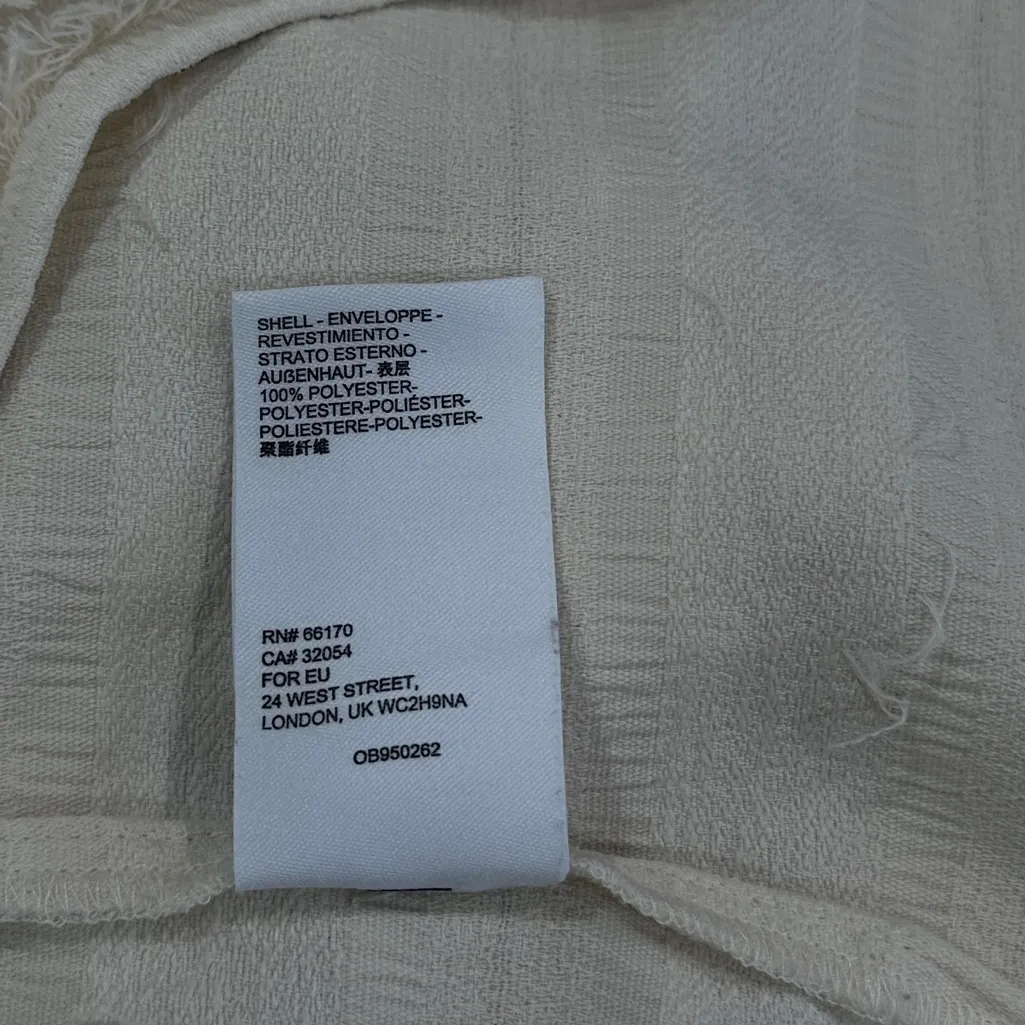 SHELL - ENVELOPPE -
REVESTIMIENTO -
STRATO ESTERNO -
AUßENHAUT- 表层
100% POLYESTER-
POLYESTER-POLIÉSTER-
POLIESTERE-POLYESTER-
聚酯纤维
RN# 66170
CA# 32054
FOR EU
24 WEST STREET,
LONDON, UK WC2H9NA
OB950262